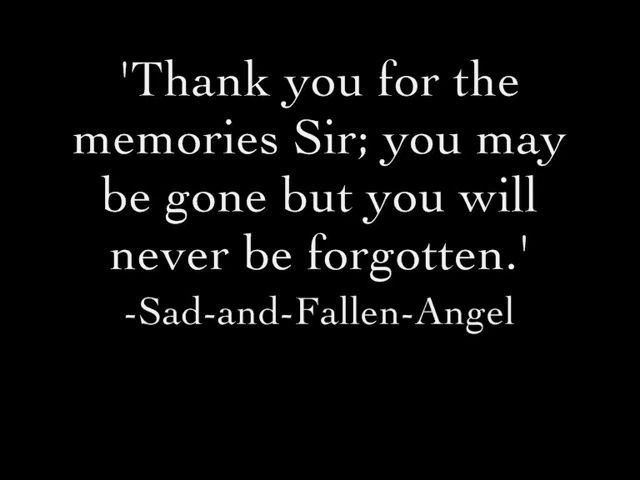 'Thank you for the
memories Sir; you may
be gone but you will
never be forgotten.'
-Sad-and-Fallen-Angel